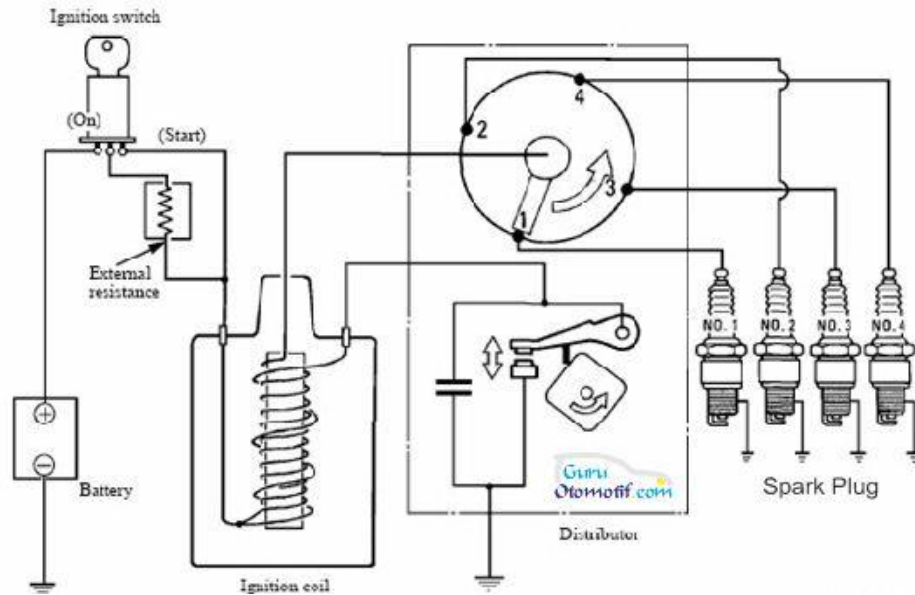 Ignition switch
(On)
(Start)
External
resistance
Battery
Ignition coil
4
2
3
1
NO. 1
NO. 2
NO. 3
NO. 4
Guru
Otomotif.com
Distributor
Spark Plug